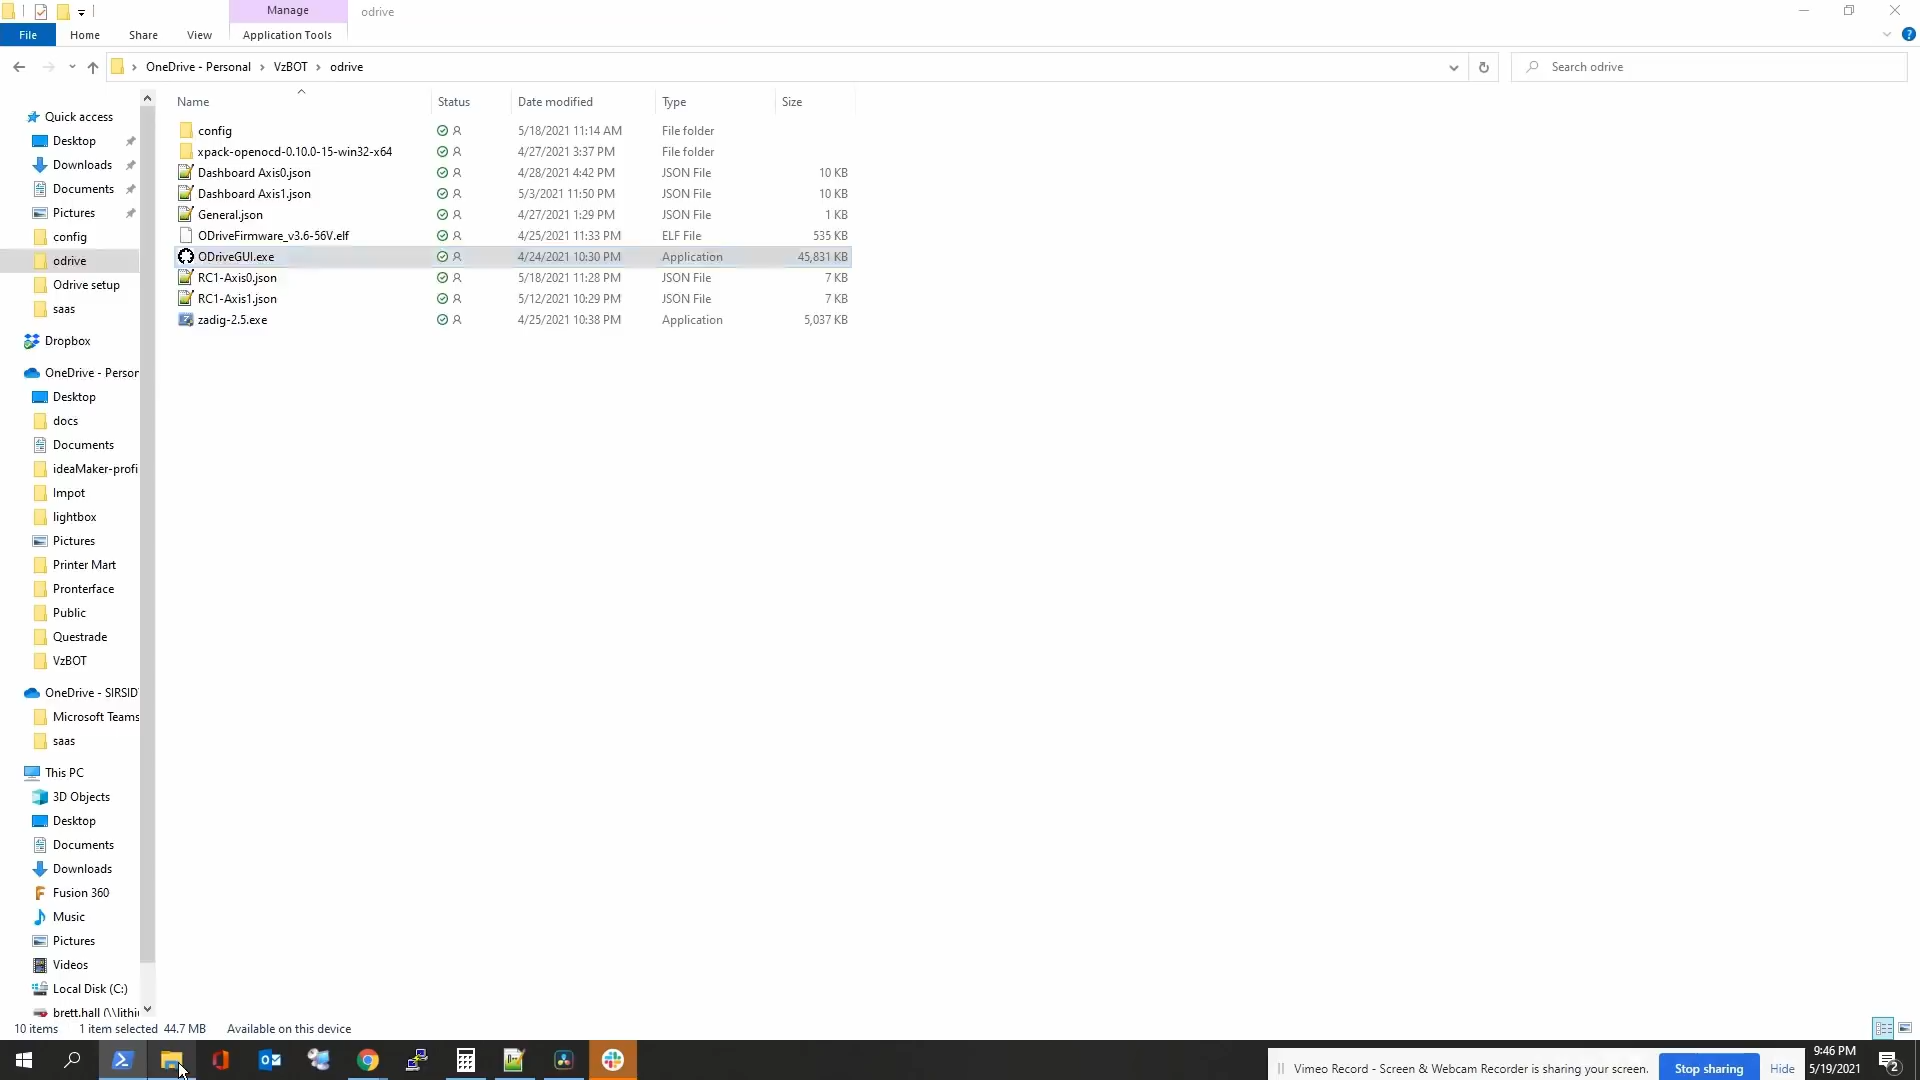 Manage
odrive
File
Home
Share
View
Application Tools
OneDrive - Personal
VzBOT
odrive
Search odrive
Name
Status
Date modified
Type
Size
config
5/18/2021 11:14 AM
File folder
xpack-openocd-0.10.0-15-win32-x64
4/27/2021 3:37 PM
File folder
Dashboard Axis0.json
4/28/2021 4:42 PM
JSON File
10 KB
Dashboard Axis1.json
5/3/2021 11:50 PM
JSON File
10 KB
General.json
4/27/2021 1:29 PM
JSON File
1 KB
ODriveFirmware_v3.6-56V.elf
4/25/2021 11:33 PM
ELF File
535 KB
ODriveGUI.exe
4/24/2021 10:30 PM
Application
45,831 KB
RC1-Axis0.json
5/18/2021 11:28 PM
JSON File
7 KB
RC1-Axis1.json
5/12/2021 10:29 PM
JSON File
7 KB
zadig-2.5.exe
4/25/2021 10:38 PM
Application
5,037 KB
Quick access
Desktop
Downloads
Documents
Pictures
config
odrive
Odrive setup
saas
Dropbox
OneDrive - Person
Desktop
docs
Documents
ideaMaker-profi
Impot
lightbox
Pictures
Printer Mart
Pronterface
Public
Questrade
VzBOT
OneDrive - SIRSID
Microsoft Teams
saas
This PC
3D Objects
Desktop
Documents
Downloads
Fusion 360
Music
Pictures
Videos
Local Disk (C:)
brett.hall (\\lithi
10 items
1 item selected 44.7 MB
Available on this device
Vimeo Record - Screen & Webcam Recorder is sharing your screen.
Stop sharing
Hide
9:46 PM
5/19/2021
2